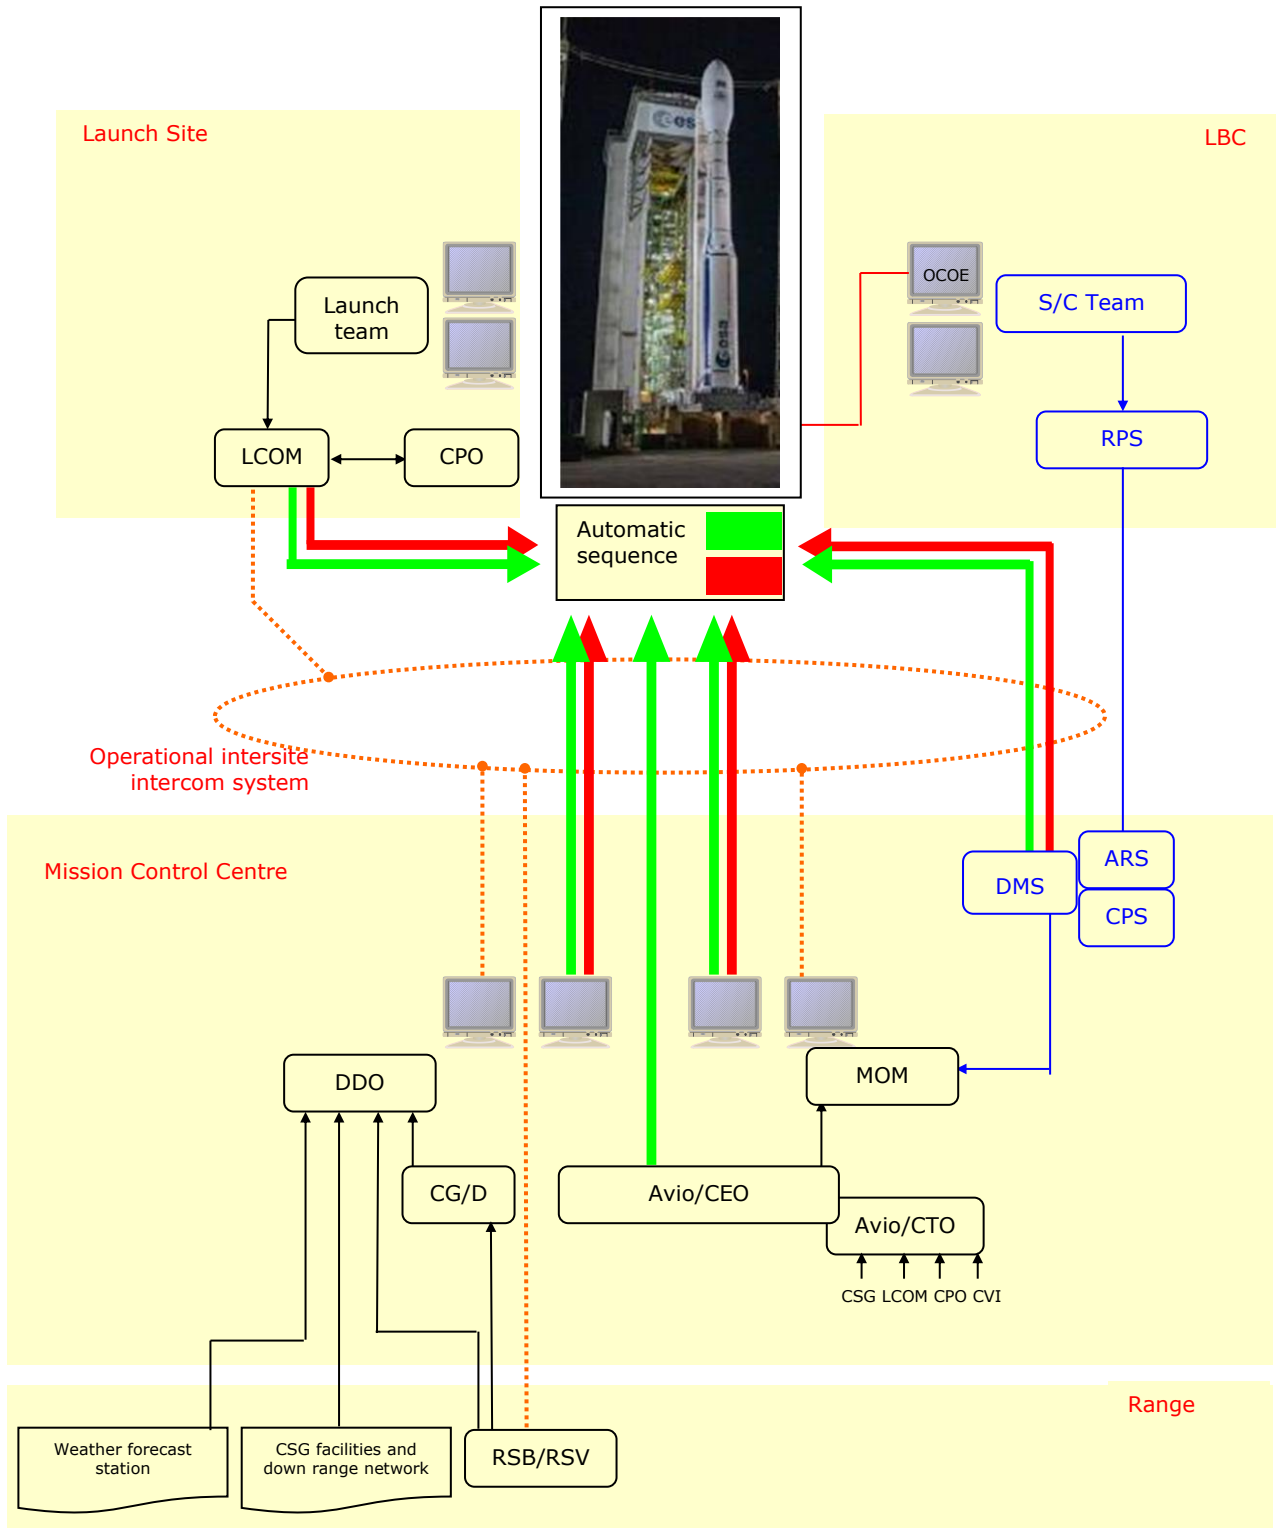 esa
esa
Launch Site
LBC
OCOE
Launch
team
S/C Team
LCOM
CPO
RPS
Automatic
sequence
Operational intersite
intercom system
Mission Control Centre
ARS
DMS
CPS
DDO
MOM
CG/D
Avio/CEO
Avio/CTO
CSG LCOM CPO CVI
Range
Weather forecast
station
CSG facilities and
down range network
RSB/RSV